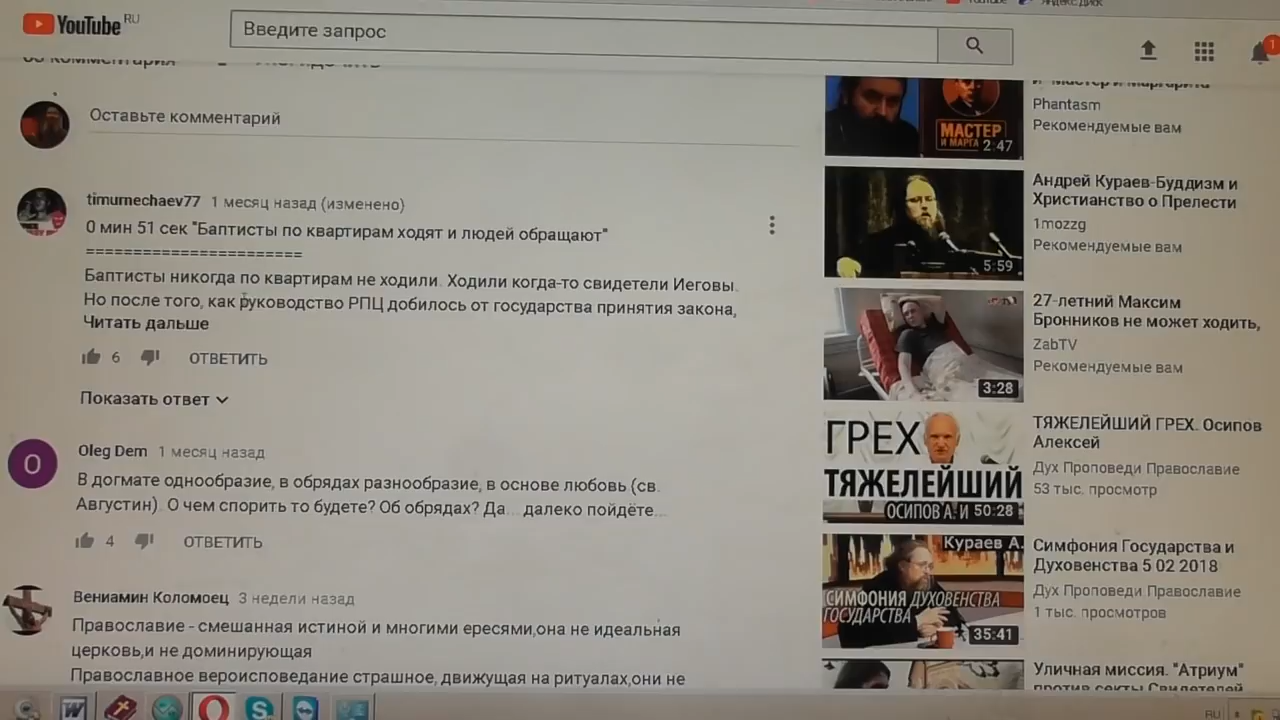 YouTube RU
Введите запрос
1
Оставьте комментарий
timurnechaev77 1 месяц назад (изменено)
0 мин 51 сек "Баптисты по квартирам ходят и людей обращают"
=======================
Баптисты никогда по квартирам не ходили. Ходили когда-то свидетели Иеговы.
Но после того, как руководство РПЦ добилось от государства принятия закона,
Читать дальше
6 ОТВЕТИТЬ
Показать ответ
O
Oleg Dem 1 месяц назад
В догмате однообразие, в обрядах разнообразие, в основе любовь.(св.
Августин). О чем спорить то будете? Об обрядах? Да... далеко пойдёте...
4 ОТВЕТИТЬ
Вениамин Коломоец 3 недели назад
Православие - смешанная истиной и многими ересями,она не идеальная
церковь,и не доминирующая
Православное вероисповедание страшное, движущая на ритуалах,они не
МАСТЕР
И МАРГА 2:47
Phantasm
Рекомендуемые вам
5:59
Андрей Кураев-Буддизм и
Христианство о Прелести
1mozzg
Рекомендуемые вам
3:28
27-летний Максим
Бронников не может ходить,
ZabTV
Рекомендуемые вам
ГРЕХ
ТЯЖЕЛЕЙШИЙ
ОСИПОВ А. И 50:28
ТЯЖЕЛЕЙШИЙ ГРЕХ. Осипов
Алексей
Дух Проповеди Православие
53 тыс. просмотр
Кураев А.
СИМФОНИЯ ДУХОВЕНСТВА
ГОСУДАРСТВА
35:41
Симфония Государства и
Духовенства 5 02 2018
Дух Проповеди Православие
1 тыс. просмотров
Уличная миссия. "Атриум"
против секты Свидетелей
RU